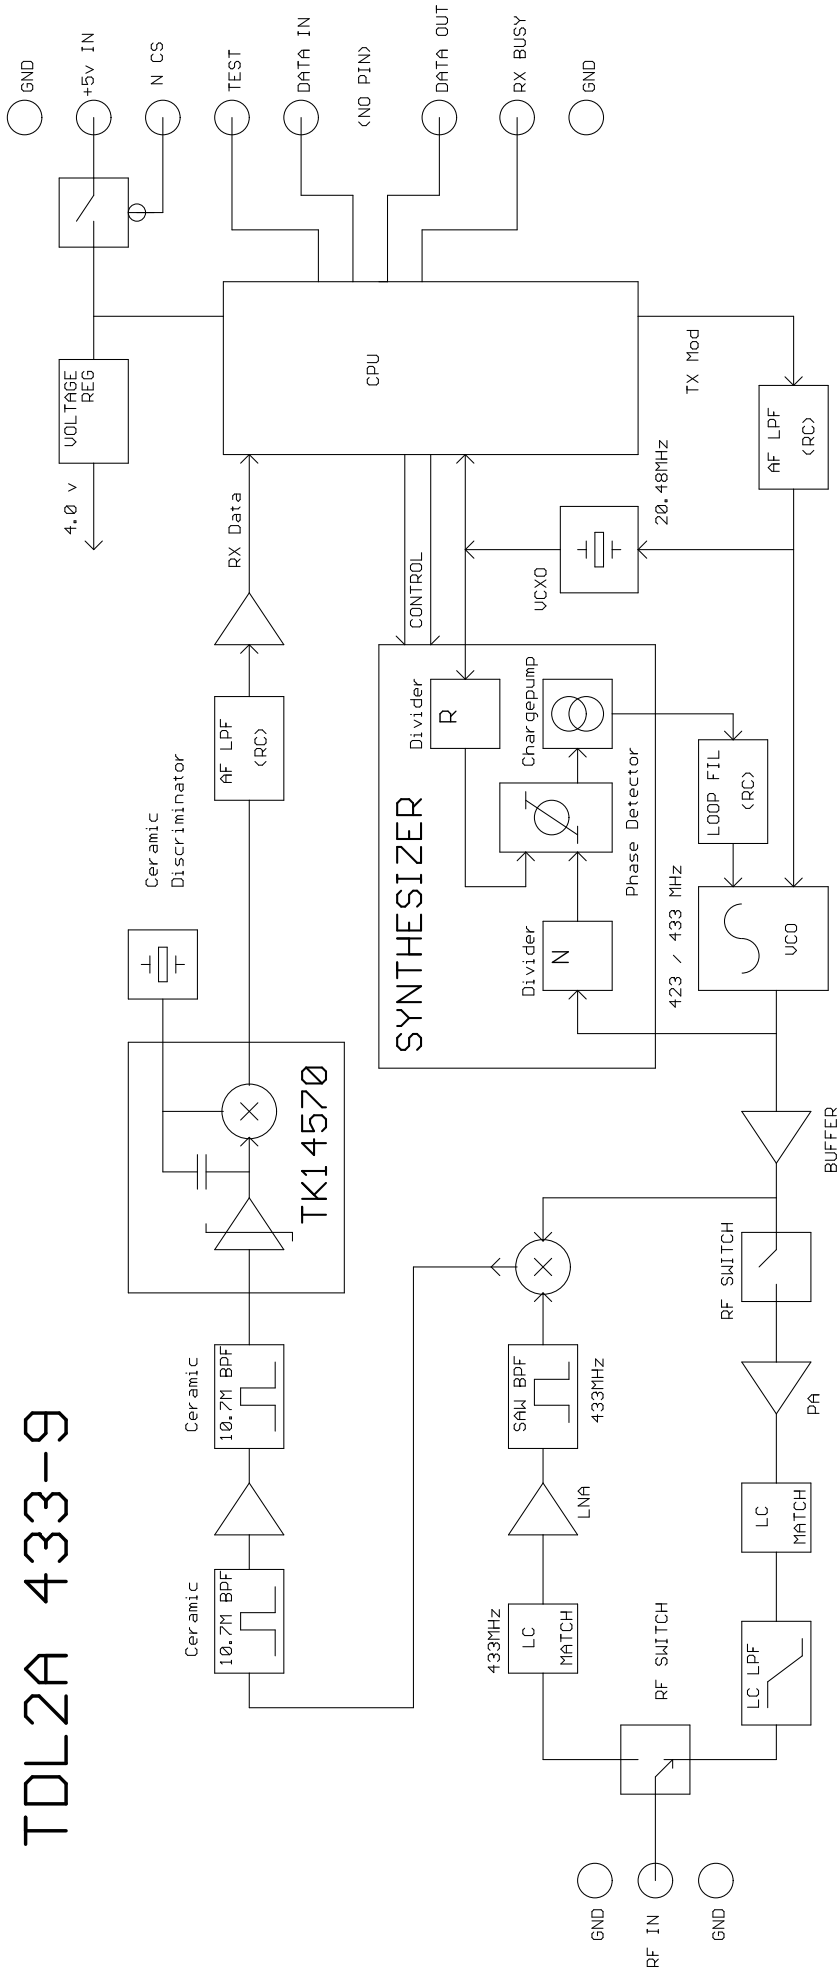 TDL2A 433-9
GND
+5v IN
N CS
TEST
DATA IN
(NO PIN)
DATA OUT
RX BUSY
GND
VOLTAGE
REG
4.0 v
CPU
RX Data
AF LPF
(RC)
Ceramic
Discriminator
TK14570
Ceramic
10.7M BPF
Ceramic
10.7M BPF
CONTROL
SYNTHESIZER
Divider
R
Chargepump
Phase Detector
Divider
N
VCXO
20.48MHz
TX Mod
AF LPF
(RC)
LOOP FIL
(RC)
423 / 433 MHz
VCO
BUFFER
RF SWITCH
PA
LC
MATCH
LC LPF
SAW BPF
433MHz
LNA
433MHz
LC
MATCH
RF SWITCH
GND
RF IN
GND